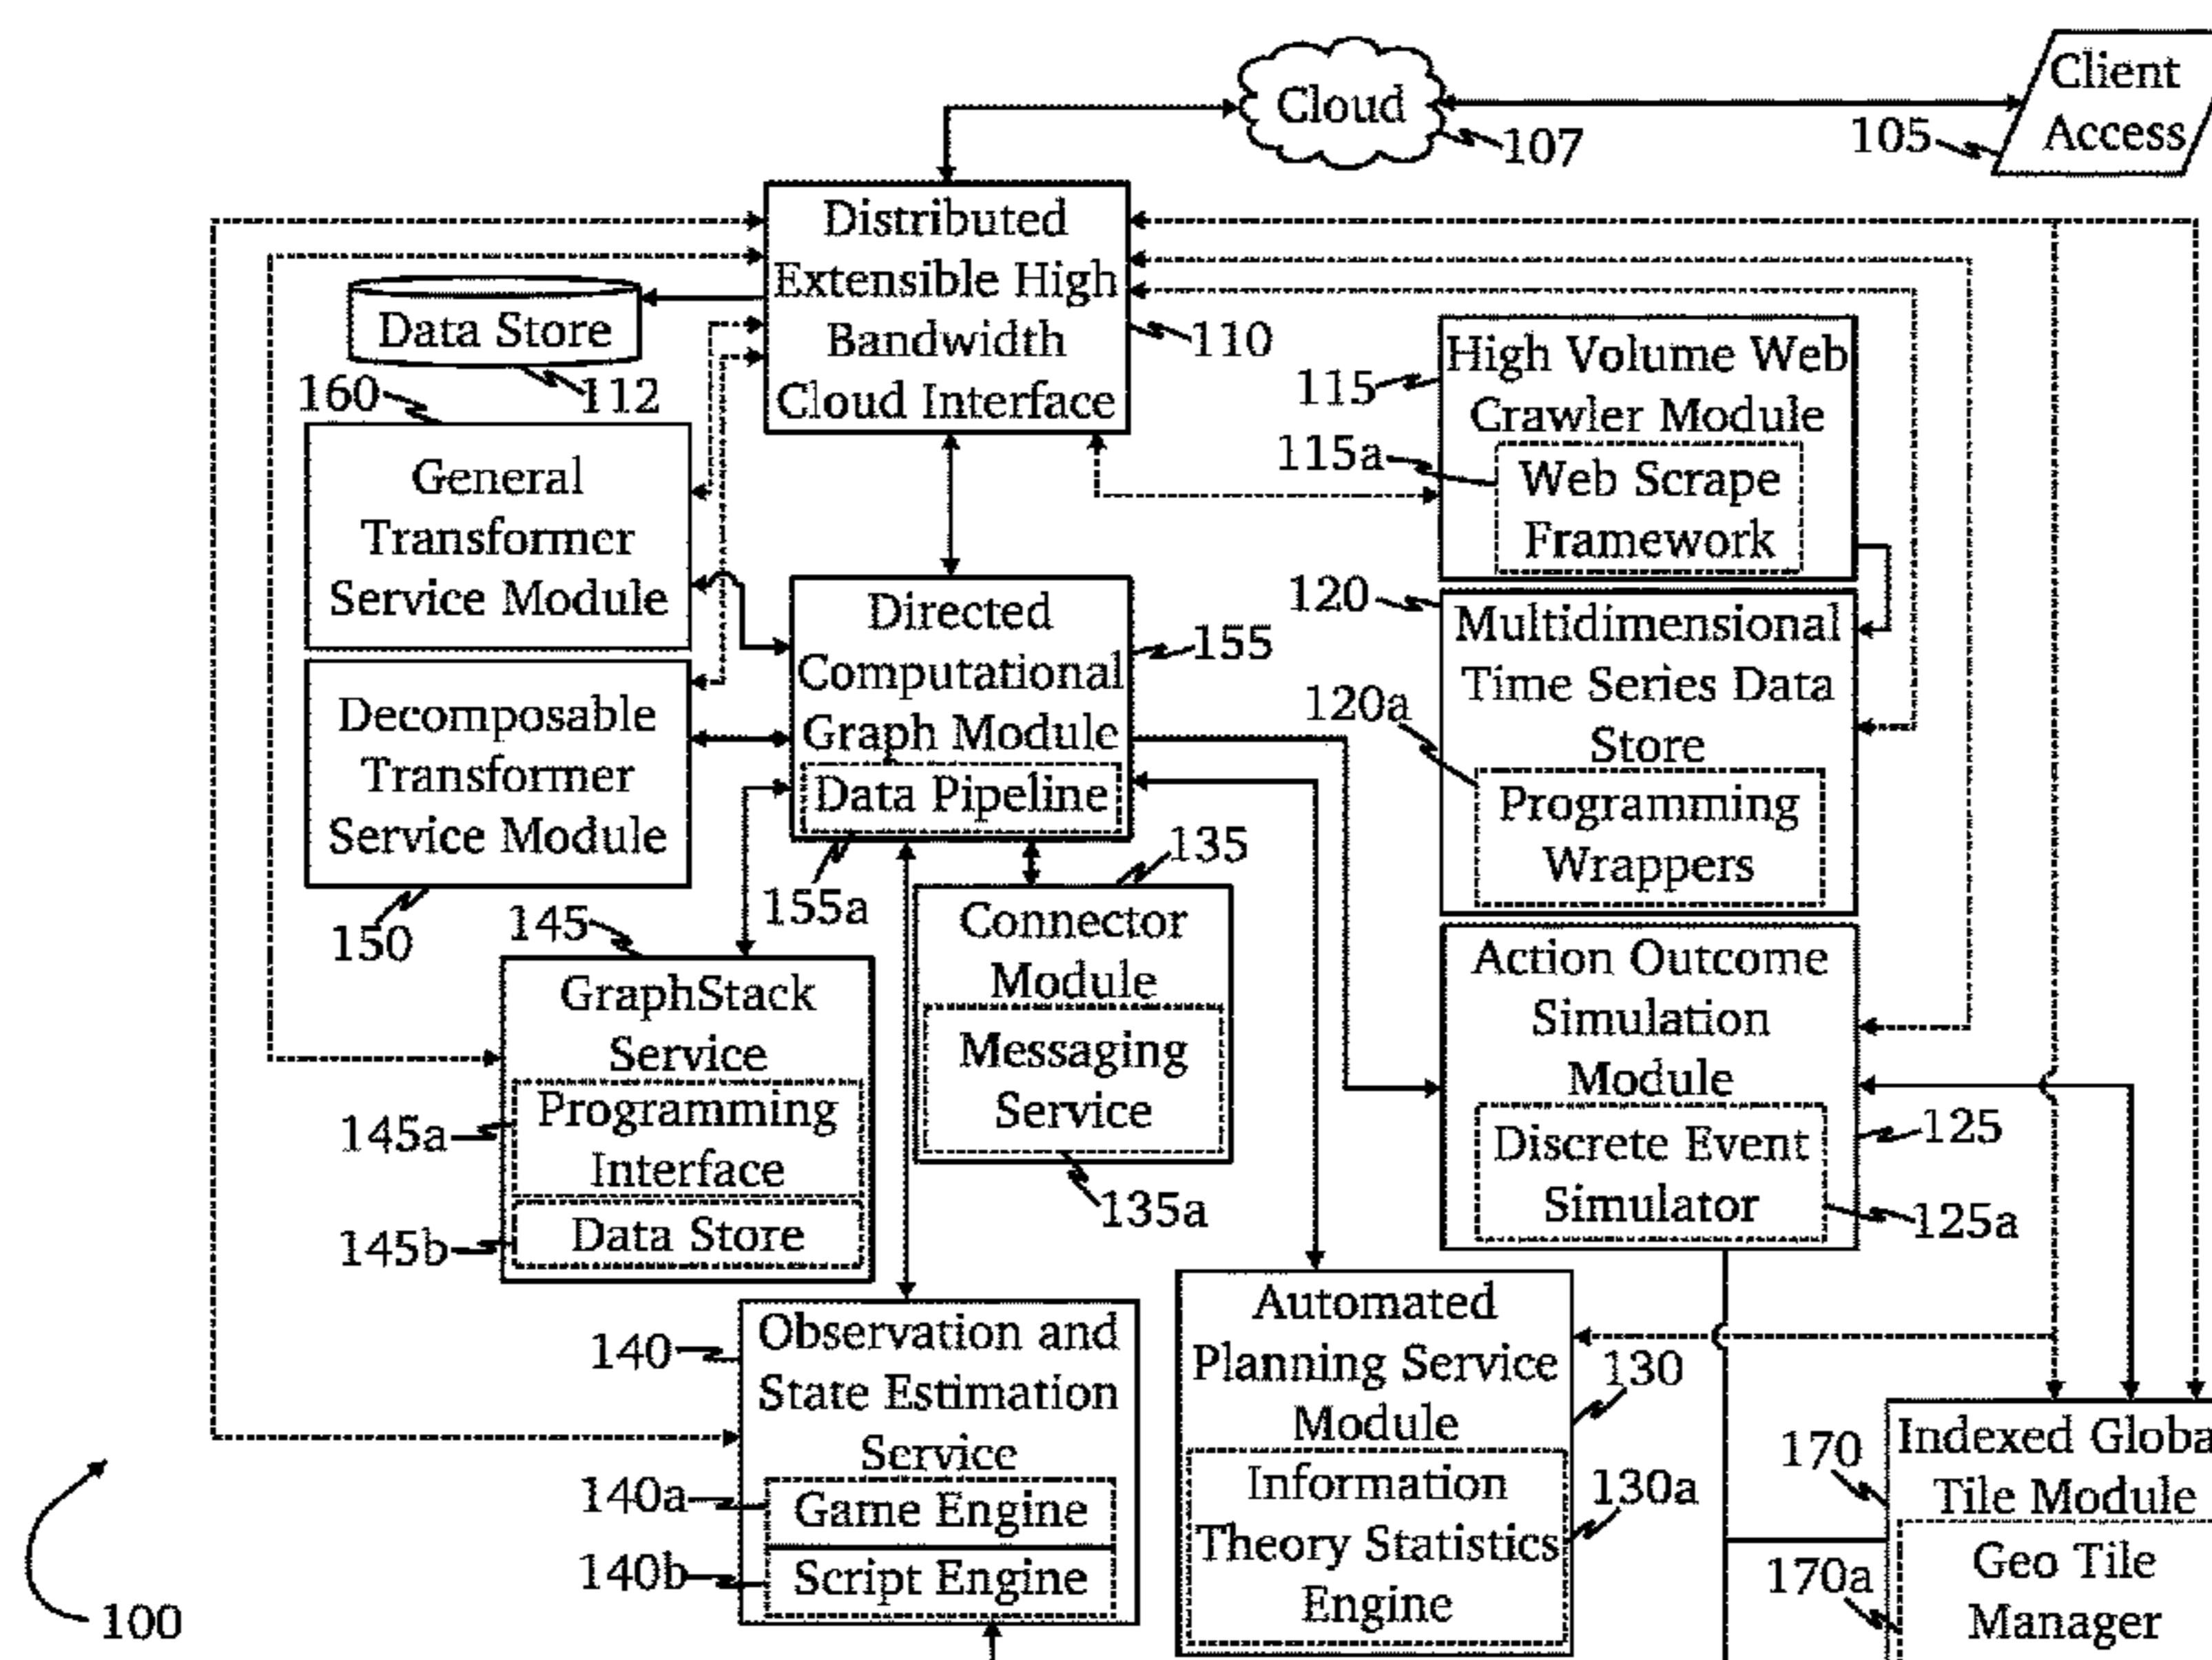 Cloud
107
Client
Access
105
Distributed
Extensible High
Bandwidth
Cloud Interface
110
Data Store
112
160
General
Transformer
Service Module
115
High Volume Web
Crawler Module
115a
Web Scrape
Framework
Directed
Computational
Graph Module
Data Pipeline
155
155a
120
Multidimensional
Time Series Data
Store
120a
Programming
Wrappers
Decomposable
Transformer
Service Module
150
145
GraphStack
Service
Programming
Interface
Data Store
145a
145b
135
Connector
Module
Messaging
Service
135a
Action Outcome
Simulation
Module
Discrete Event
Simulator
125
125a
140
Observation and
State Estimation
Service
140a
Game Engine
140b
Script Engine
Automated
Planning Service
Module
Information
Theory Statistics
Engine
130
130a
170
Indexed Globa
Tile Module
170a
Geo Tile
Manager
100